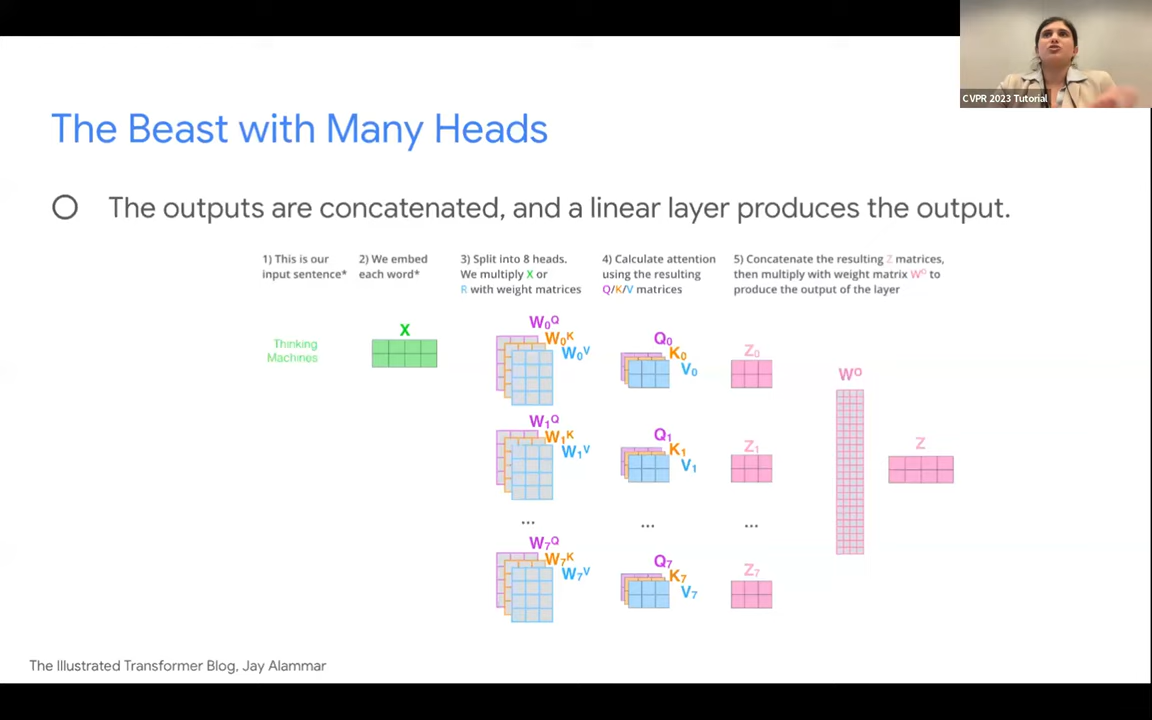 CVPR 2023 Tutorial
The Beast with Many Heads
The outputs are concatenated, and a linear layer produces the output.
1) This is our
input sentence*
2) We embed
each word*
3) Split into 8 heads.
We multiply X or
R with weight matrices
4) Calculate attention
using the resulting
Q/K/V matrices
5) Concatenate the resulting Z matrices,
then multiply with weight matrix Wᴼ to
produce the output of the layer
Thinking
Machines
X
W₀Q
W₀K
W₀V
Q₀
K₀
V₀
Z₀
Wᴼ
W₁Q
W₁K
W₁V
Q₁
K₁
V₁
Z₁
Z
...
...
...
W₇Q
W₇K
W₇V
Q₇
K₇
V₇
Z₇
The Illustrated Transformer Blog, Jay Alammar